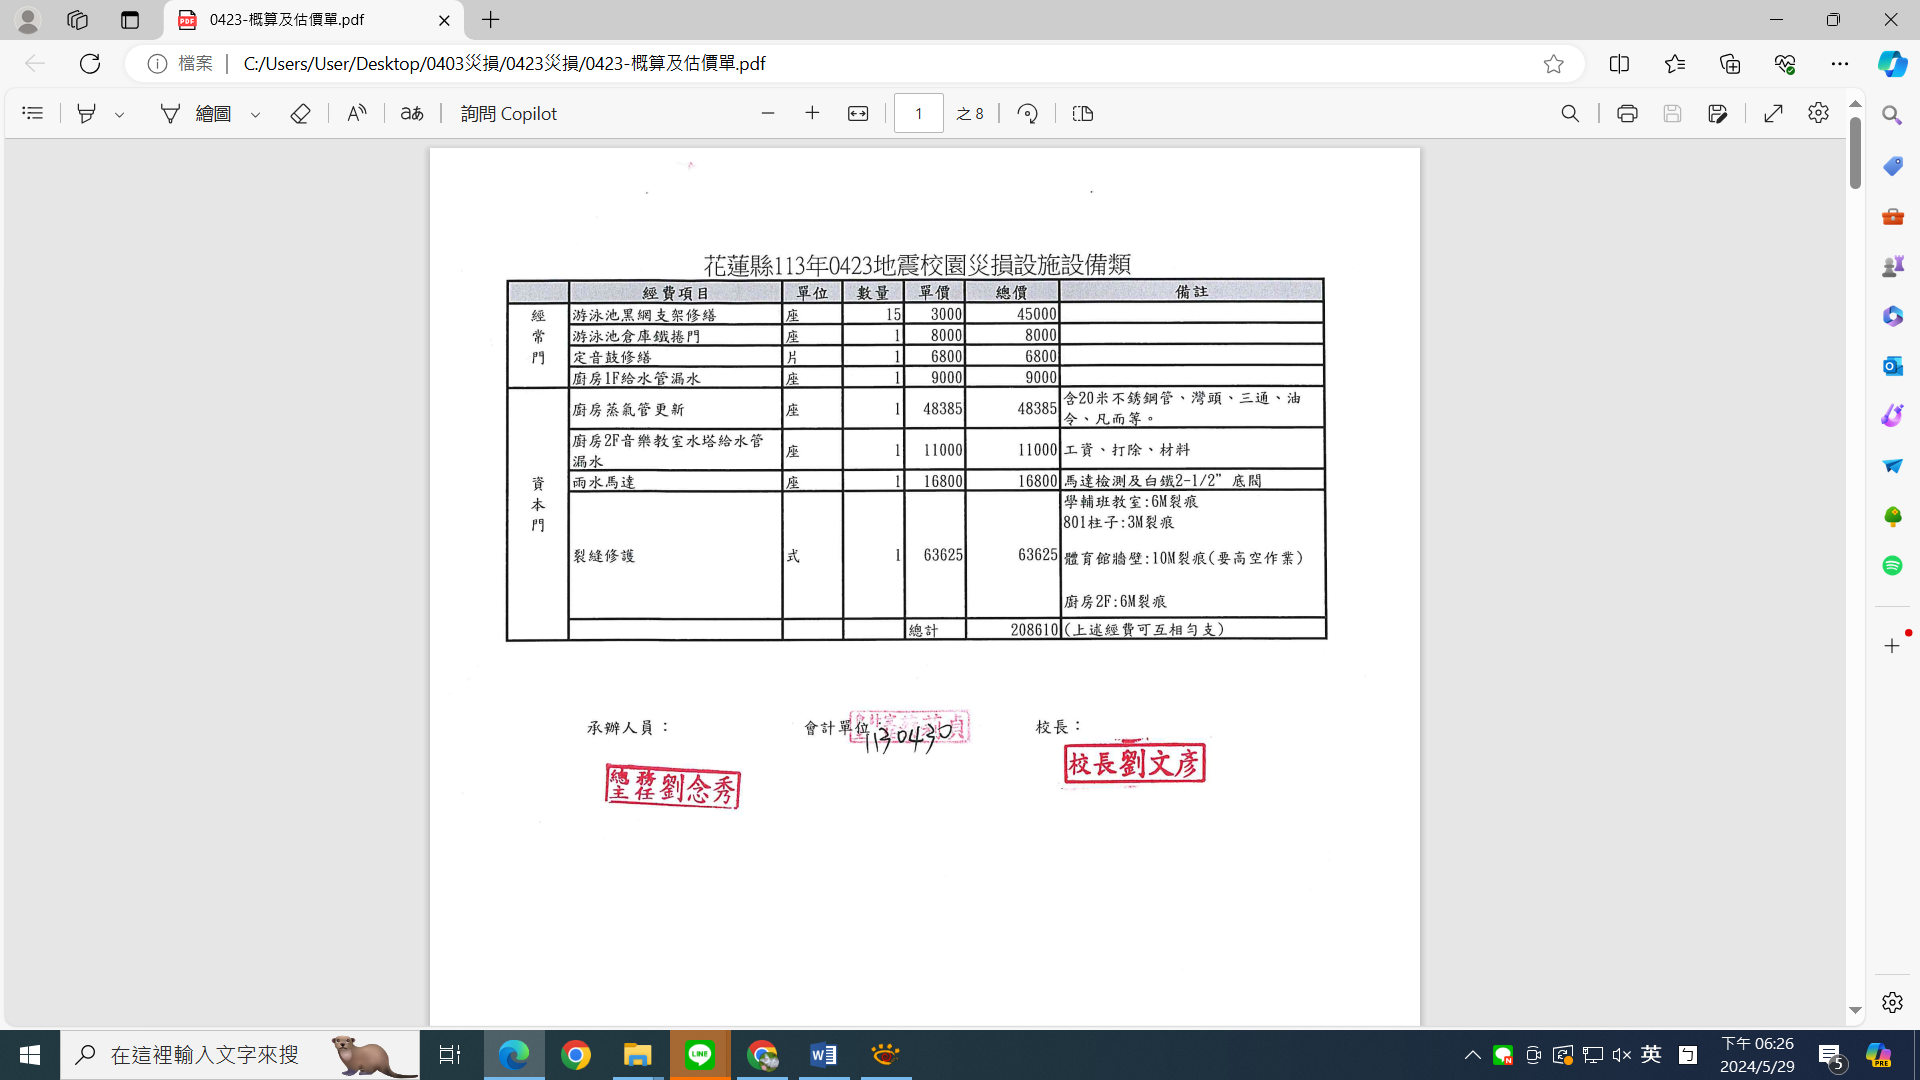 0423-概算及估價單.pdf
檔案
C:/Users/User/Desktop/0403災損/0423災損/0423-概算及估價單.pdf
繪圖
aあ
詢問 Copilot
1
之 8
花蓮縣113年0423地震校園災損設施設備類
經費項目 單位 數量 單價 總價 備註
經常門
游泳池黑網支架修繕 座 15 3000 45000
游泳池倉庫鐵捲門 座 1 8000 8000
定音鼓修繕 片 1 6800 6800
廚房1F給水管漏水 座 1 9000 9000
資本門
廚房蒸氣管更新 座 1 48385 48385 含20米不銹鋼管、灣頭、三通、油
令、凡而等。
廚房2F音樂教室水塔給水管
漏水 座 1 11000 11000 工資、打除、材料
雨水馬達 座 1 16800 16800 馬達檢測及白鐵2-1/2”底閥
裂縫修護 式 1 63625 63625 學輔班教室:6M裂痕
801柱子:3M裂痕
體育館牆壁:10M裂痕(要高空作業)
廚房2F:6M裂痕
總計 208610 (上述經費可互相勻支)
承辦人員：
會計單位
1130430
校長：
總務主任劉念秀
校長劉文彥
在這裡輸入文字來搜
LINE
英
下午 06:26
2024/5/29
5
PRE